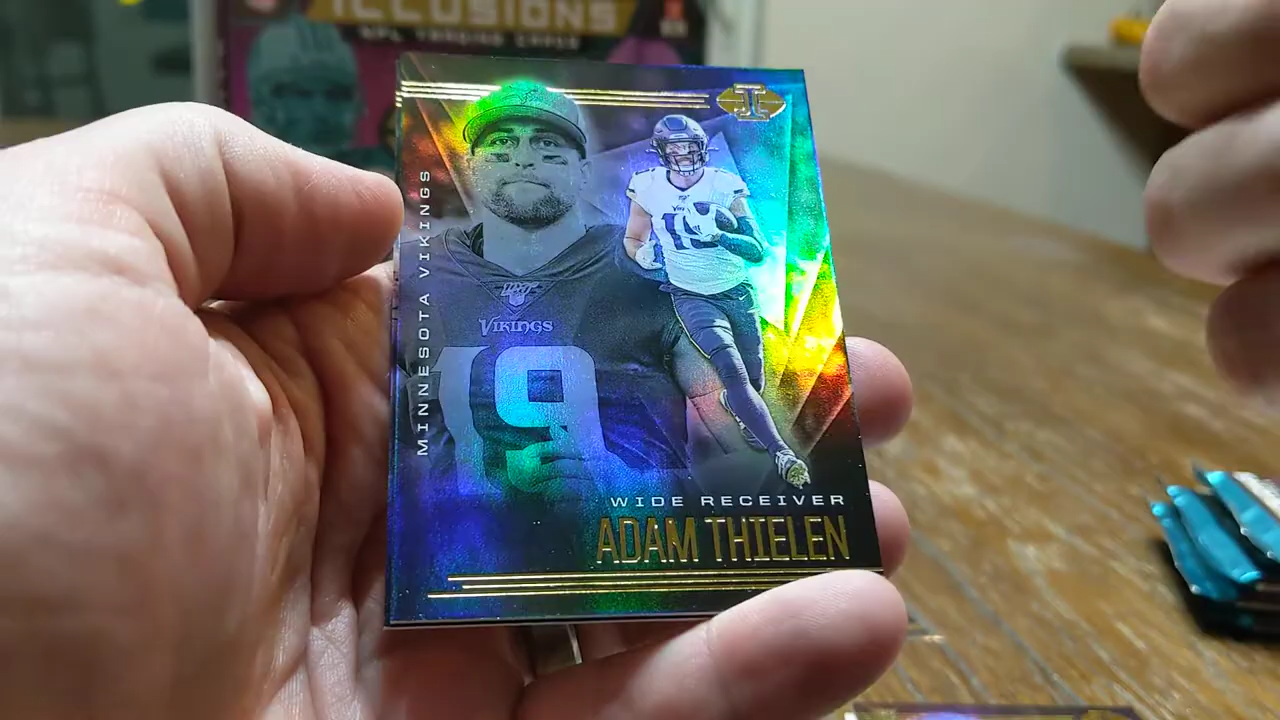 ILLUSIONS
NFL TRADING CARDS
MINNESOTA VIKINGS
VIKINGS
19
WIDE RECEIVER
ADAM THIELEN